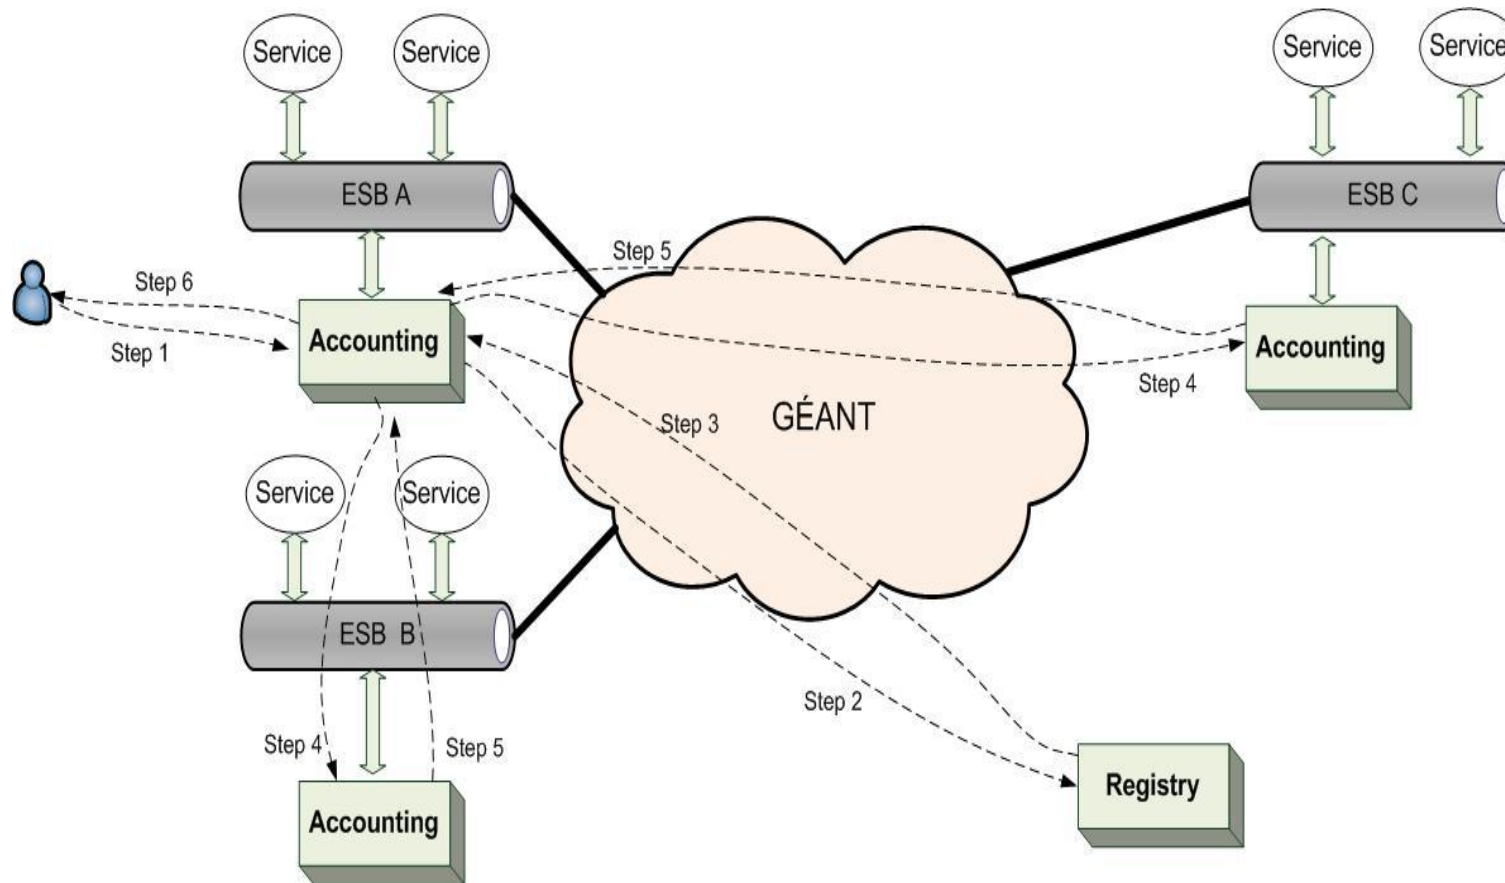 Service
Service
Service
Service
ESB A
ESB C
Step 5
Step 6
Step 1
Accounting
Accounting
Step 4
GÉANT
Step 3
Service
Service
ESB B
Step 2
Step 4
Step 5
Registry
Accounting